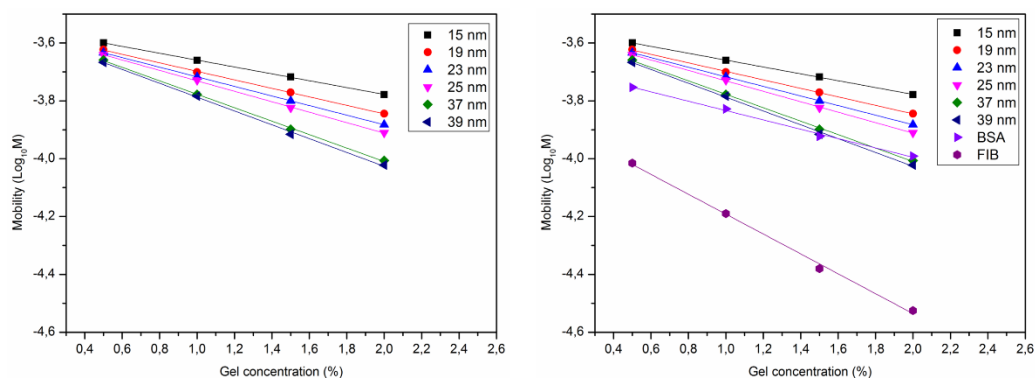 15 nm
19 nm
23 nm
25 nm
37 nm
39 nm
-3,6
-3,8
-4,0
-4,2
-4,4
-4,6
Mobility (Log10M)
0,4 0,6 0,8 1,0 1,2 1,4 1,6 1,8 2,0 2,2 2,4 2,6
Gel concentration (%)
15 nm
19 nm
23 nm
25 nm
37 nm
39 nm
BSA
FIB
-3,6
-3,8
-4,0
-4,2
-4,4
-4,6
Mobility (Log10M)
0,4 0,6 0,8 1,0 1,2 1,4 1,6 1,8 2,0 2,2 2,4 2,6
Gel concentration (%)